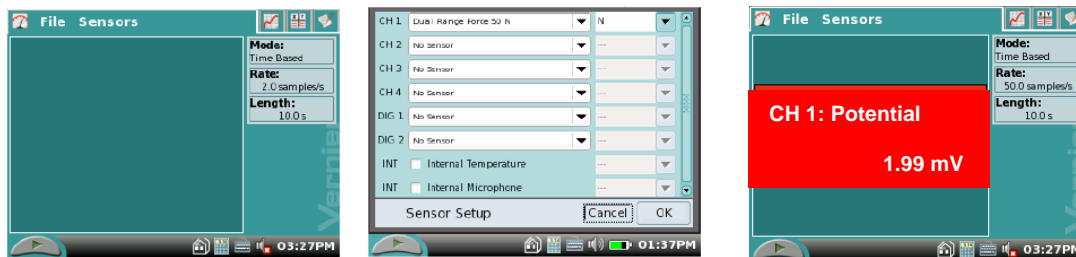 File Sensors
Mode:
Time Based
Rate:
2.0 samples/s
Length:
10.0 s
Vernier
03:27PM
CH 1 Dual Range Force 50 N N
CH 2 No Sensor ---
CH 3 No Sensor ---
CH 4 No Sensor ---
DIG 1 No Sensor ---
DIG 2 No Sensor ---
INT Internal Temperature ---
INT Internal Microphone ---
Sensor Setup Cancel OK
01:37PM
File Sensors
Mode:
Time Based
Rate:
50.0 samples/s
Length:
10.0 s
CH 1: Potential
1.99 mV
03:27PM